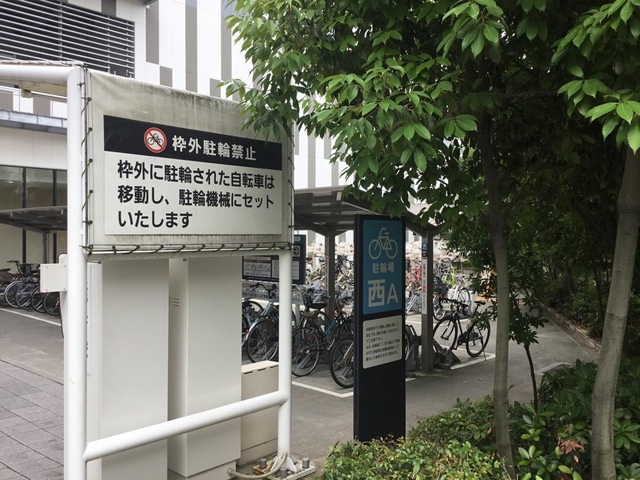 枠外駐輪禁止
枠外に駐輪された自転車は
移動し、駐輪機械にセット
いたします
駐輪場
西A